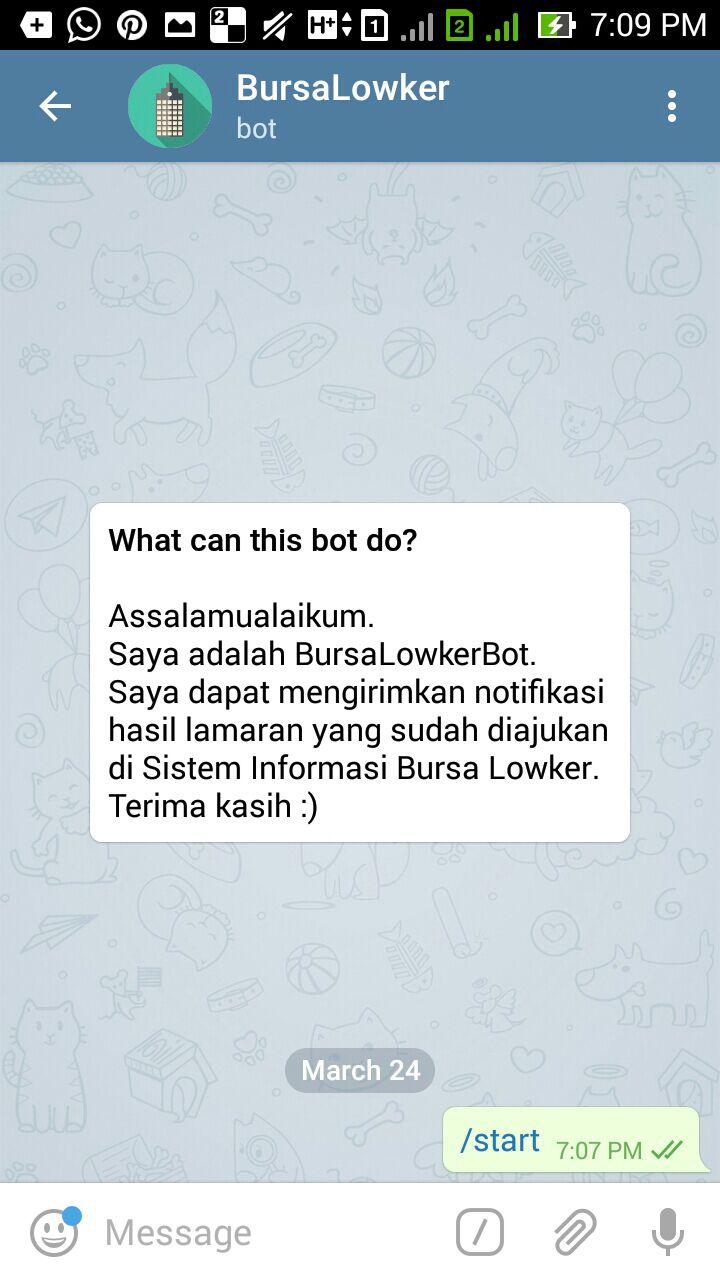 2
H+
1
2
7:09 PM
BursaLowker
bot
What can this bot do?
Assalamualaikum.
Saya adalah BursaLowkerBot.
Saya dapat mengirimkan notifikasi
hasil lamaran yang sudah diajukan
di Sistem Informasi Bursa Lowker.
Terima kasih :)
March 24
/start 7:07 PM
Message